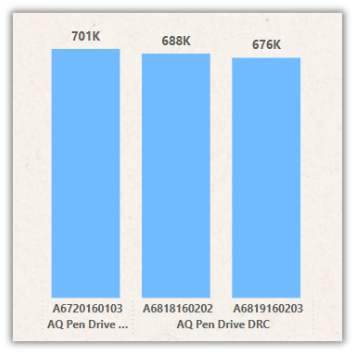 701K
688K
676K
A6720160103
A6818160202
A6819160203
AQ Pen Drive ...
AQ Pen Drive DRC